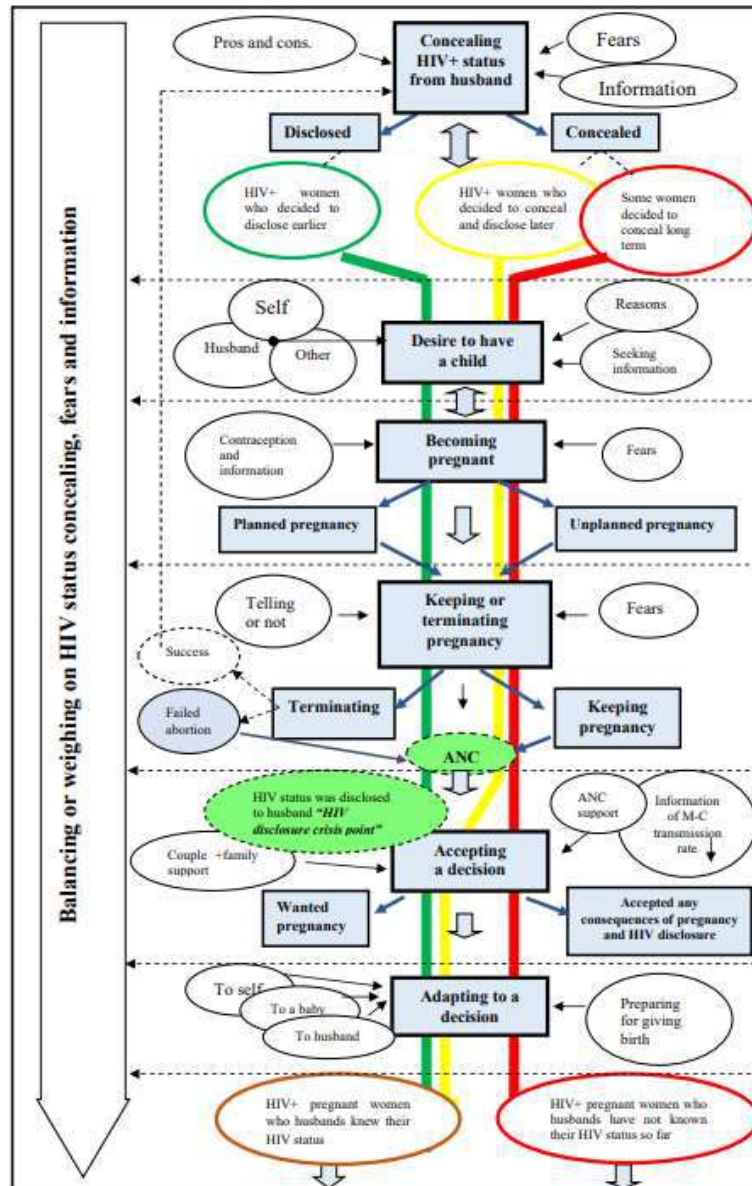 Balancing or weighing on HIV status concealing, fears and information
Pros and cons.
Concealing
HIV+ status
from husband
Fears
Information
Disclosed
Concealed
HIV+ women
who decided to
disclose earlier
HIV+ women who
decided to conceal
and disclose later
Some women
decided to
conceal long
term
Self
Husband
Other
Desire to have
a child
Reasons
Seeking
information
Contraception
and
information
Becoming
pregnant
Fears
Planned pregnancy
Unplanned pregnancy
Telling
or not
Keeping or
terminating
pregnancy
Fears
Success
Failed
abortion
Terminating
Keeping
pregnancy
ANC
HIV status was disclosed
to husband “HIV
disclosure crisis point”
ANC
support
Information
of M-C
transmission
rate
Couple +family
support
Accepting
a decision
Wanted
pregnancy
Accepted any
consequences of pregnancy
and HIV disclosure
To self
To a baby
To husband
Adapting to a
decision
Preparing
for giving
birth
HIV+ pregnant women
who husbands knew their
HIV status
HIV+ pregnant women who
husbands have not known
their HIV status so far